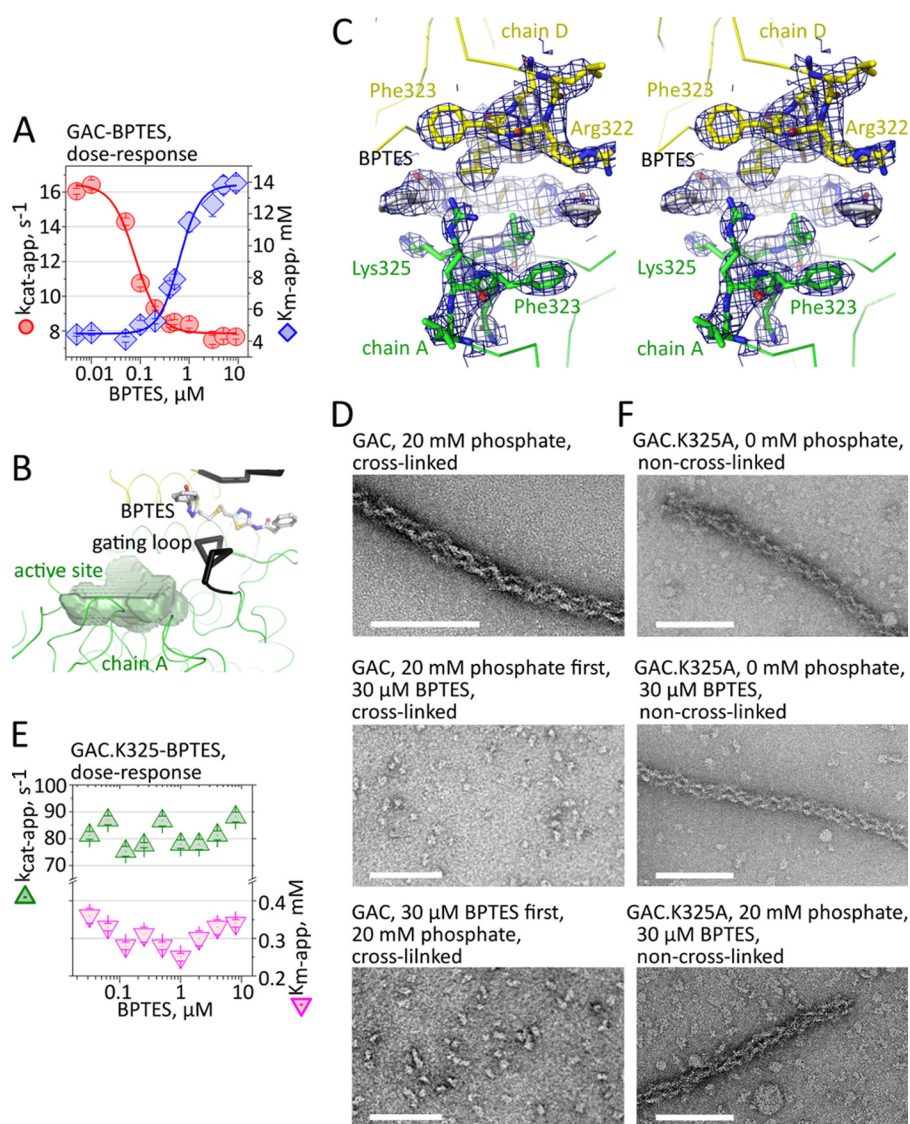 A
GAC-BPTES,
dose-response
kcat-app, s-1
16
14
12
10
8
14
12
10
8
6
4
Km-app, mM
0.01 0.1 1 10
BPTES, µM
B
BPTES
gating loop
active site
chain A
C
chain D
Phe323
Arg322
BPTES
Lys325
Phe323
chain A
chain D
Phe323
Arg322
BPTES
Lys325
Phe323
chain A
D
GAC, 20 mM phosphate,
cross-linked
GAC, 20 mM phosphate first,
30 µM BPTES,
cross-linked
GAC, 30 µM BPTES first,
20 mM phosphate,
cross-lilnked
E
GAC.K325-BPTES,
dose-response
kcat-app, s-1
100
90
80
70
0.4
0.3
0.2
Km-app, mM
0.1 1 10
BPTES, µM
F
GAC.K325A, 0 mM phosphate,
non-cross-linked
GAC.K325A, 0 mM phosphate,
30 µM BPTES,
non-cross-linked
GAC.K325A, 20 mM phosphate,
30 µM BPTES,
non-cross-linked